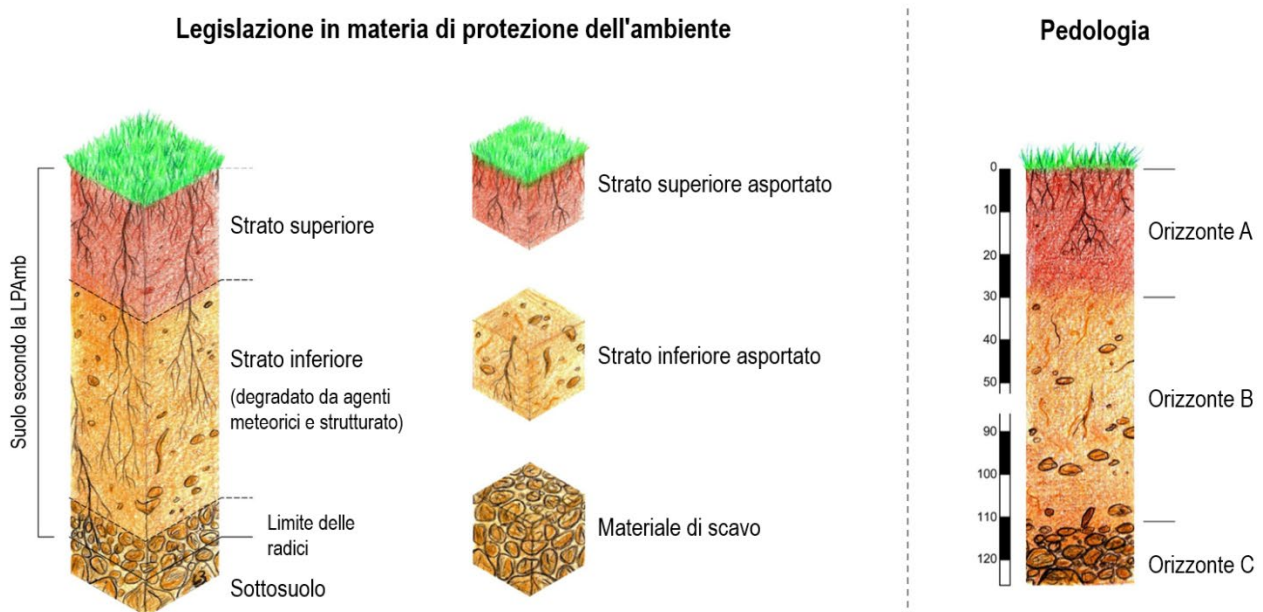 Legislazione in materia di protezione dell'ambiente
Suolo secondo la LPAmb
Strato superiore
Strato inferiore
(degradato da agenti
meteorici e strutturato)
Limite delle
radici
Sottosuolo
Strato superiore asportato
Strato inferiore asportato
Materiale di scavo
Pedologia
0
10
20
30
40
50
90
100
110
120
Orizzonte A
Orizzonte B
Orizzonte C